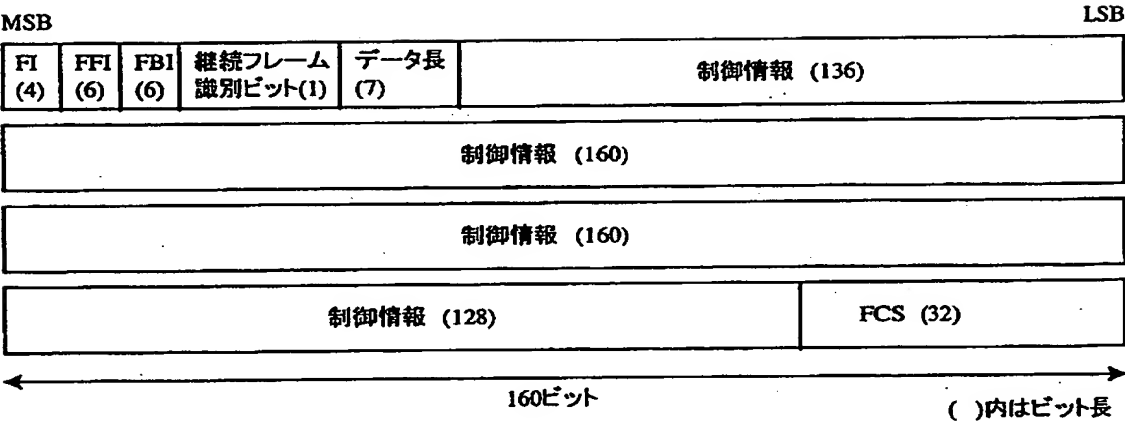 MSB LSB
FI FFI FBI 継続フレーム データ長 制御情報 (136)
(4) (6) (6) 識別ビット(1) (7)
制御情報 (160)
制御情報 (160)
制御情報 (128) FCS (32)
160ビット
( )内はビット長